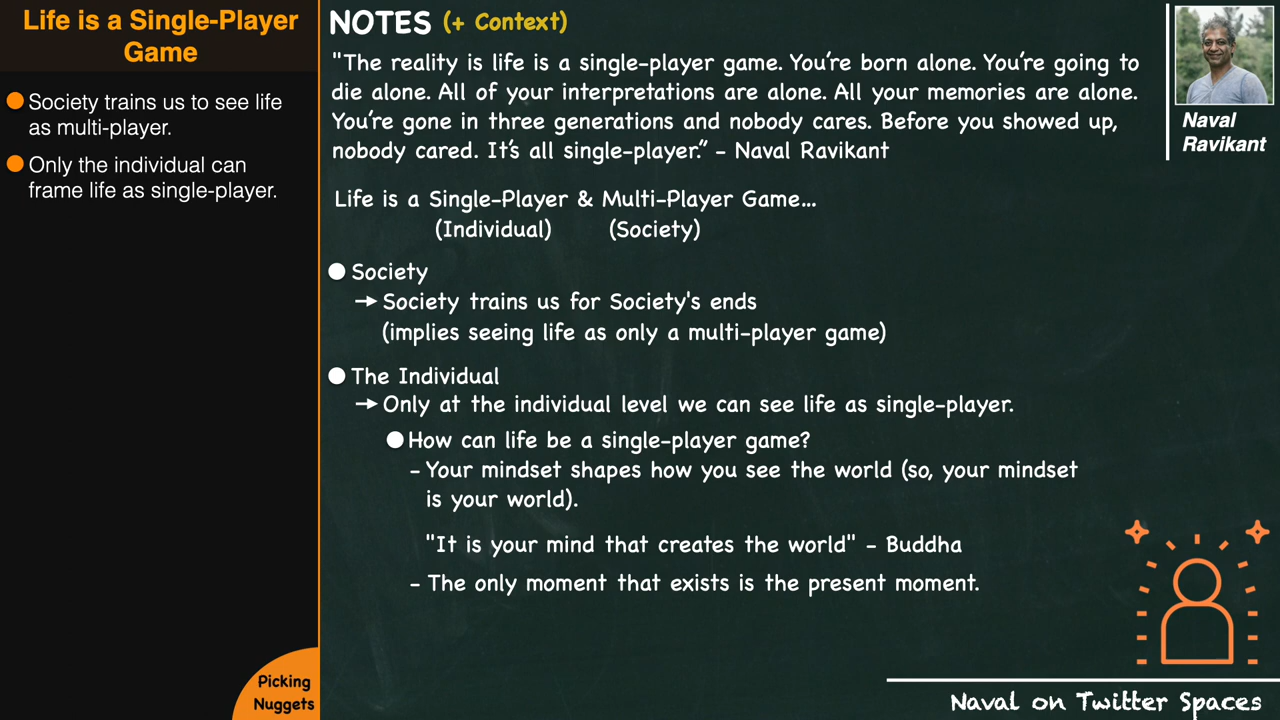 Life is a Single-Player
Game
Society trains us to see life
as multi-player.
Only the individual can
frame life as single-player.
Picking
Nuggets
NOTES (+ Context)
"The reality is life is a single-player game. You're born alone. You're going to
die alone. All of your interpretations are alone. All your memories are alone.
You're gone in three generations and nobody cares. Before you showed up,
nobody cared. It's all single-player." - Naval Ravikant
Naval
Ravikant
Life is a Single-Player & Multi-Player Game...
(Individual) (Society)
Society
→ Society trains us for Society's ends
(implies seeing life as only a multi-player game)
The Individual
→ Only at the individual level we can see life as single-player.
How can life be a single-player game?
- Your mindset shapes how you see the world (so, your mindset
is your world).
"It is your mind that creates the world" - Buddha
- The only moment that exists is the present moment.
Naval on Twitter Spaces